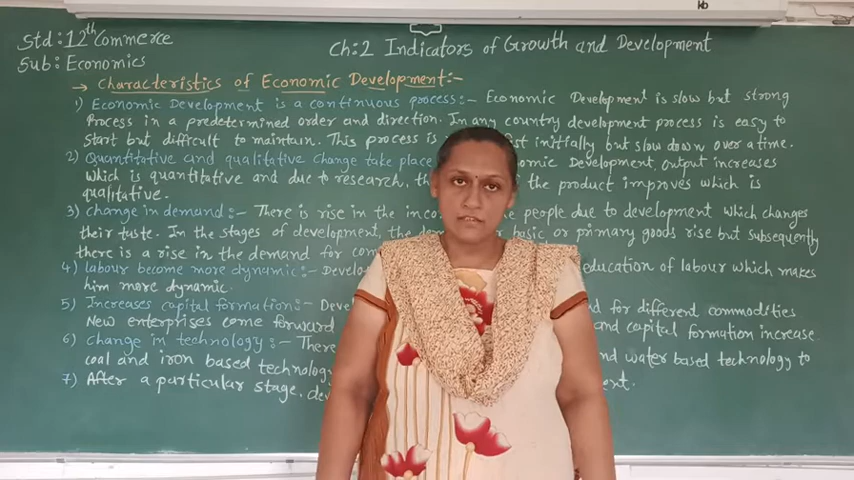 Std: 12th Commerce
Sub: Economics
Ch:2 Indicators of Growth and Development
→ Characteristics of Economic Development:-
1) Economic Development is a continuous process:- Economic Development is slow but strong
Process in a predetermined order and direction. In any country development process is easy to
start but difficult to maintain. This process is initially but slow down over a time.
2) Quantitative and qualitative change take place Economic Development, output increases
which is quantitative and due to research, the product improves which is
qualitative.
3) Change in demand:- There is rise in the people due to development which changes
their taste. In the stages of development, the basic or primary goods rise but subsequently
there is a rise in the demand for
4) labour become more dynamic:- education of labour which makes
him more dynamic.
5) Increases capital formation:- for different commodities
New enterprises come forward and capital formation increase.
6) Change in technology:- There water based technology to
coal and iron based technology
7) After a particular stage,